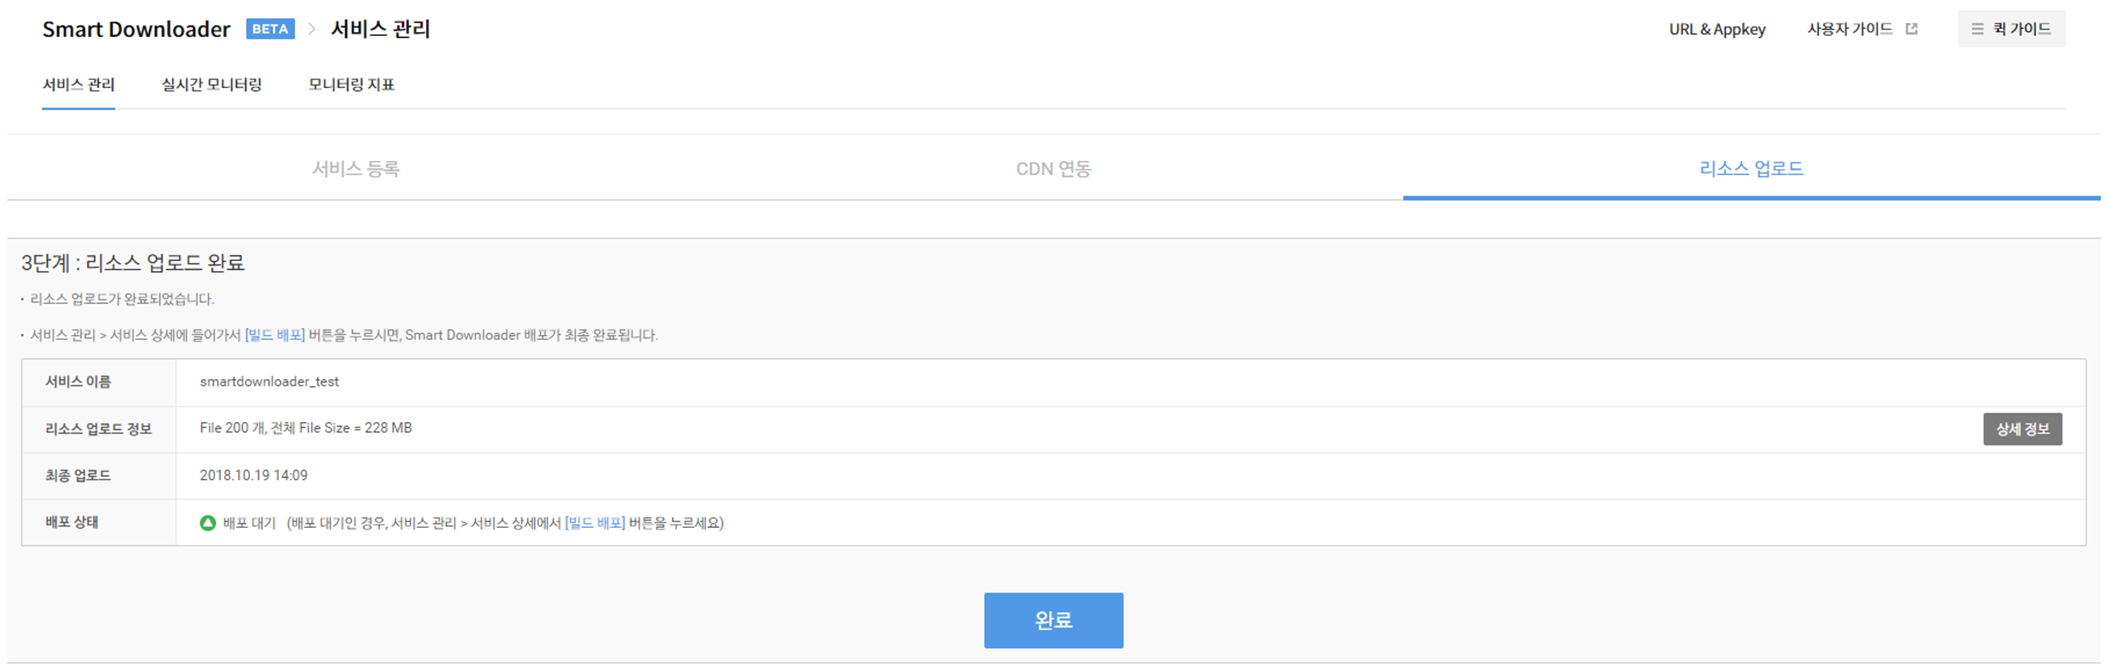 Smart Downloader BETA > 서비스 관리
URL & Appkey 사용자 가이드 퀵 가이드
서비스 관리 실시간 모니터링 모니터링 지표
서비스 등록 CDN 연동 리소스 업로드
3단계 : 리소스 업로드 완료
· 리소스 업로드가 완료되었습니다.
· 서비스 관리 > 서비스 상세에 들어가서 [빌드 배포] 버튼을 누르시면, Smart Downloader 배포가 최종 완료됩니다.
서비스 이름 smartdownloader_test
리소스 업로드 정보 File 200 개, 전체 File Size = 228 MB 상세 정보
최종 업로드 2018.10.19 14:09
배포 상태 배포 대기 (배포 대기인 경우, 서비스 관리 > 서비스 상세에서 [빌드 배포] 버튼을 누르세요)
완료